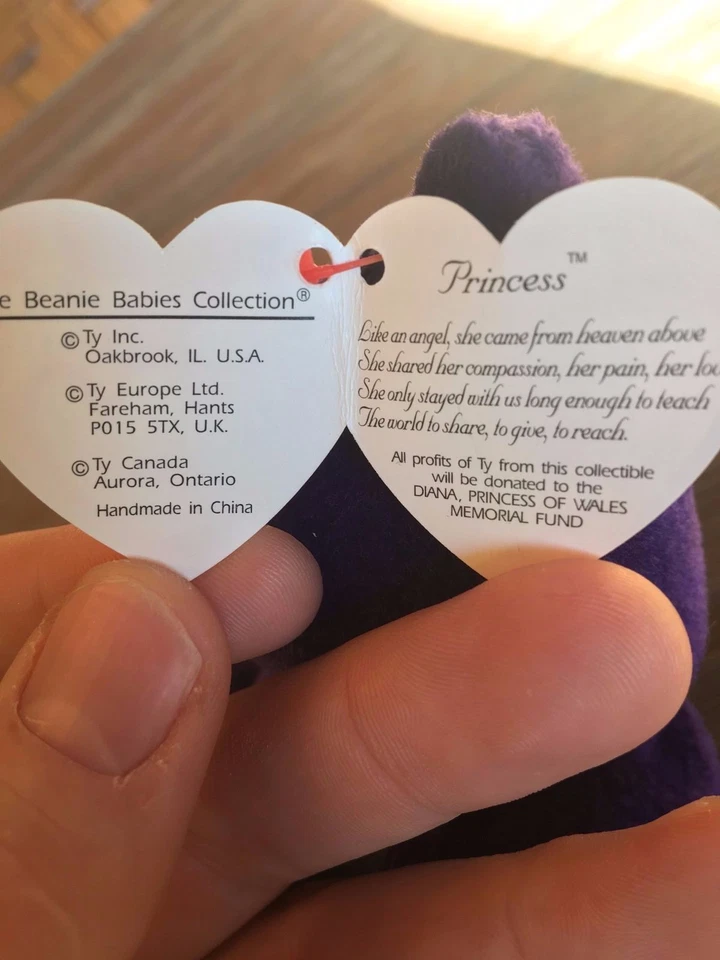 e Beanie Babies Collection®
© Ty Inc.
Oakbrook, IL. U.S.A.
© Ty Europe Ltd.
Fareham, Hants
P015 5TX, U.K.
© Ty Canada
Aurora, Ontario
Handmade in China
Princess™
Like an angel, she came from heaven above
She shared her compassion, her pain, her lo
She only stayed with us long enough to teach
The world to share, to give, to reach.
All profits of Ty from this collectible
will be donated to the
DIANA, PRINCESS OF WALES
MEMORIAL FUND